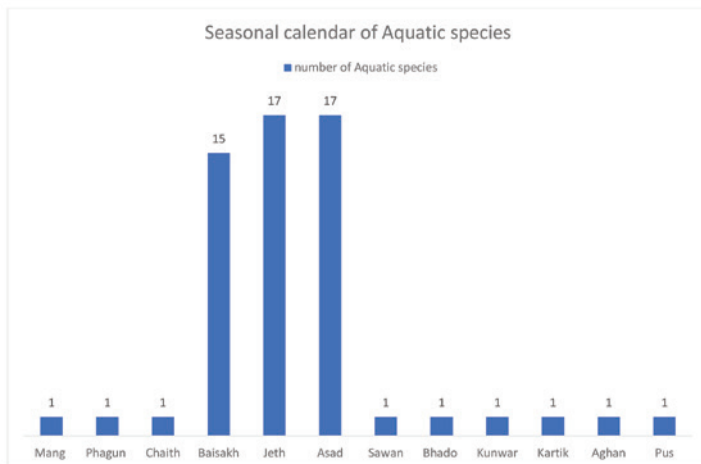 Seasonal calendar of Aquatic species
number of Aquatic species
17 17
15
1 1 1 1 1 1 1 1 1
Mang Phagun Chaith Baisakh Jeth Asad Sawan Bhado Kunwar Kartik Aghan Pus